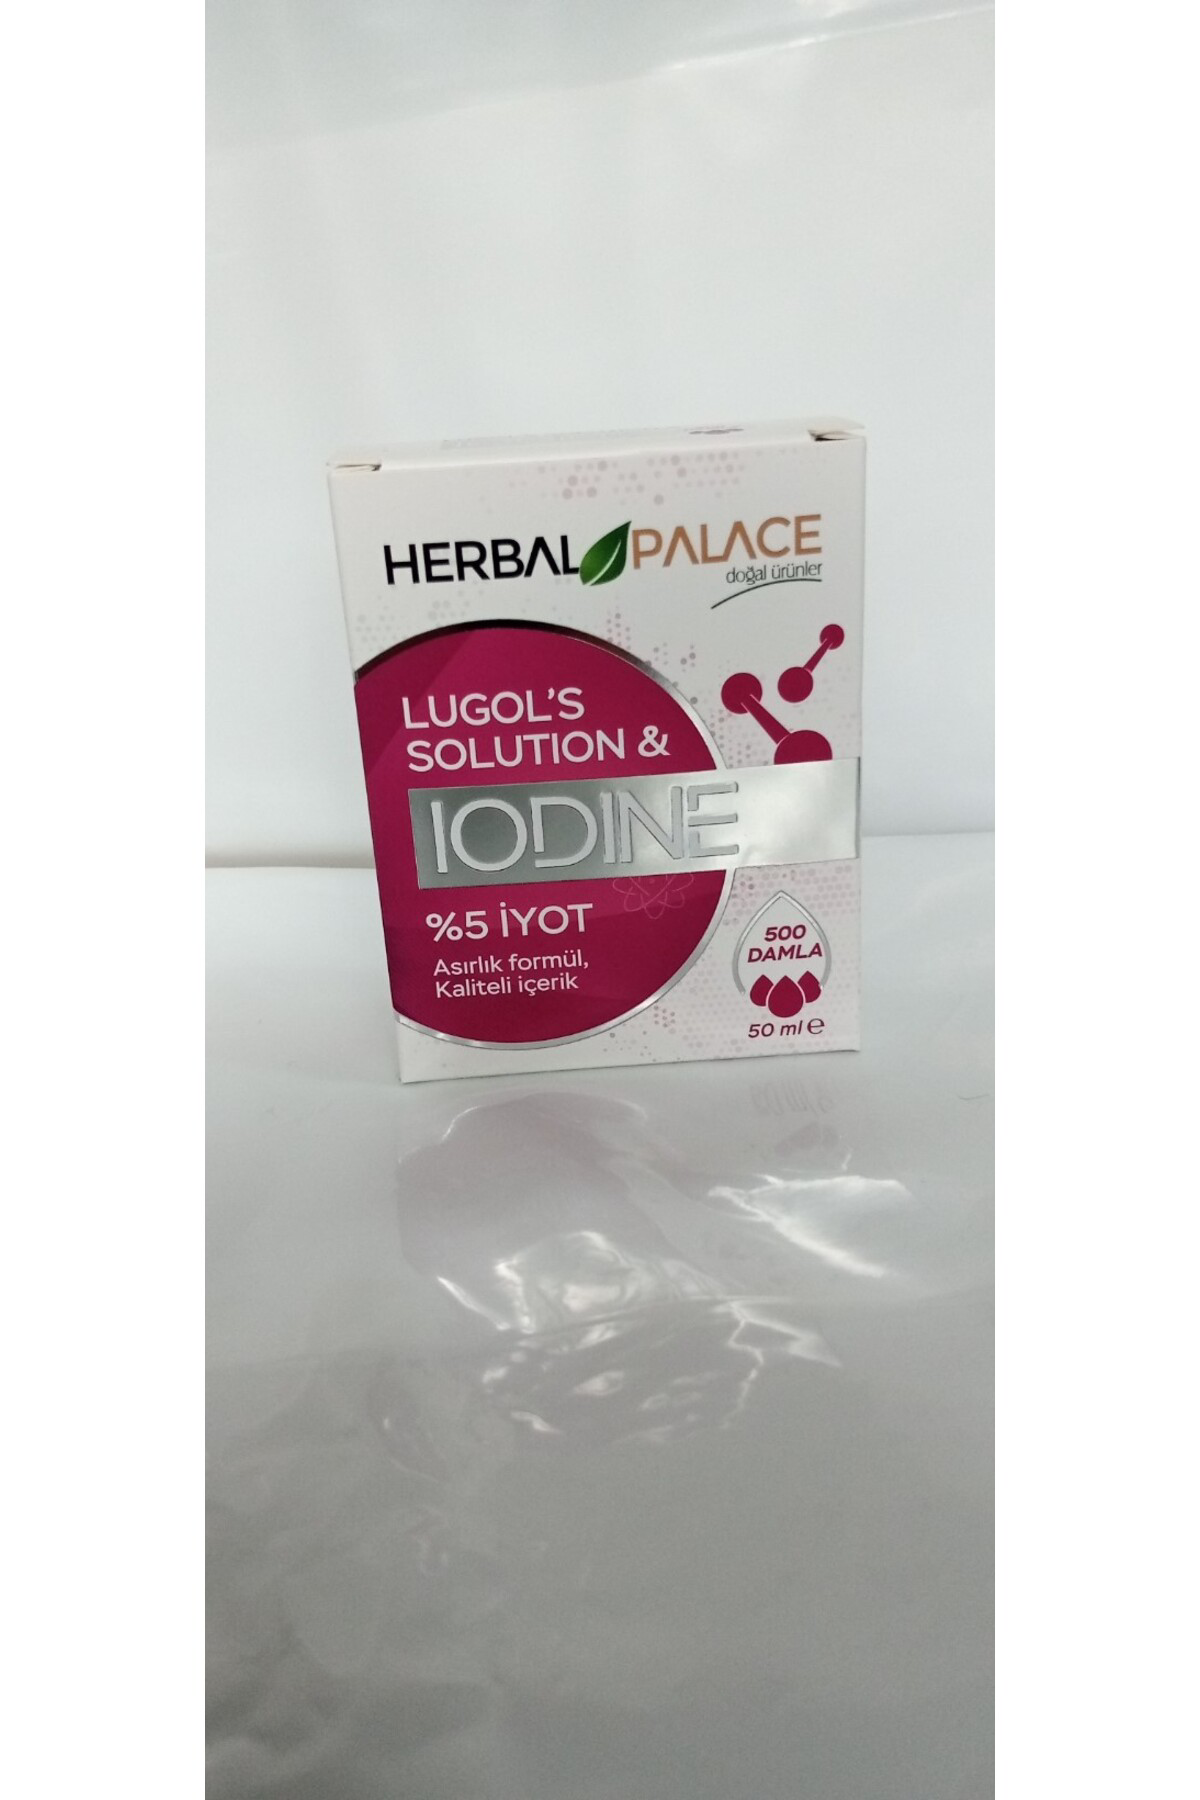 HERBAL PALACE
doğal ürünler
LUGOL'S
SOLUTION &
IODINE
%5 İYOT
Asırlık formül,
Kaliteli içerik
500
DAMLA
50 ml ℮